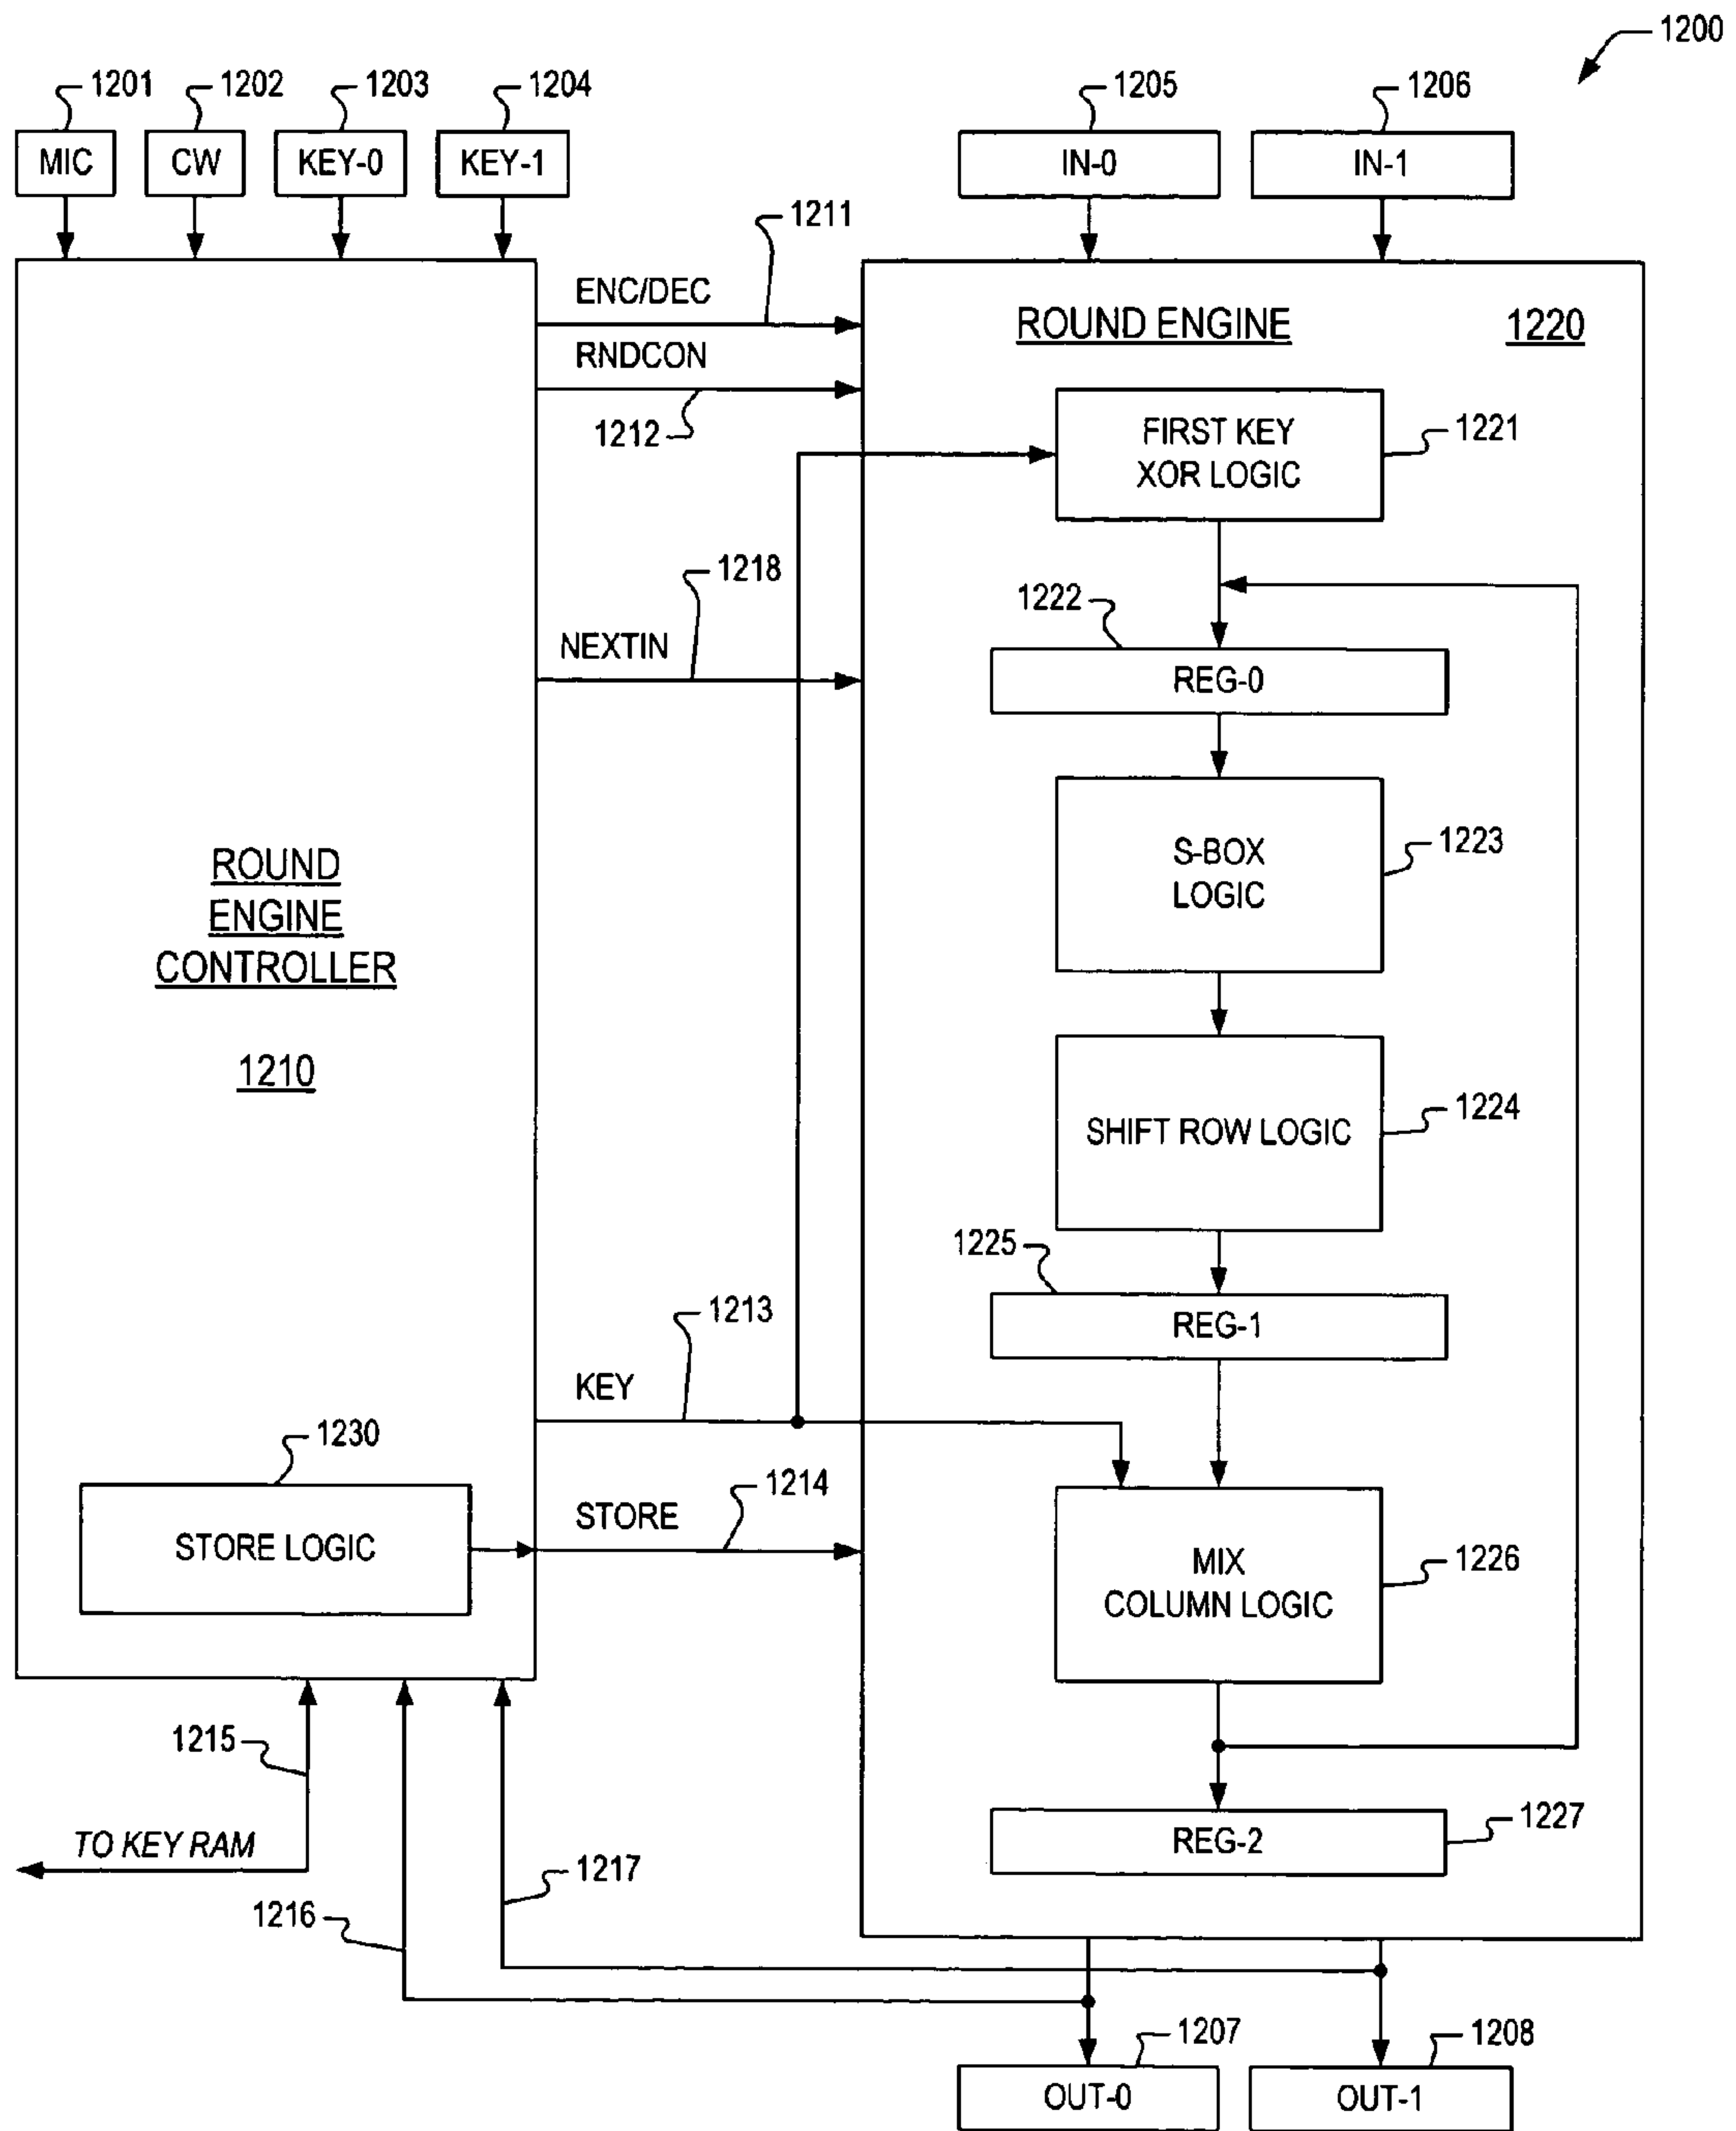 1200
1201
1202
1203
1204
1205
1206
MIC
CW
KEY-0
KEY-1
IN-0
IN-1
1211
ENC/DEC
RNDCON
1212
ROUND ENGINE
1220
FIRST KEY
XOR LOGIC
1221
1218
NEXTIN
1222
REG-0
S-BOX
LOGIC
1223
ROUND
ENGINE
CONTROLLER
1210
SHIFT ROW LOGIC
1224
1225
REG-1
1213
KEY
1230
STORE LOGIC
1214
STORE
MIX
COLUMN LOGIC
1226
1215
TO KEY RAM
1217
1216
REG-2
1227
1207
1208
OUT-0
OUT-1